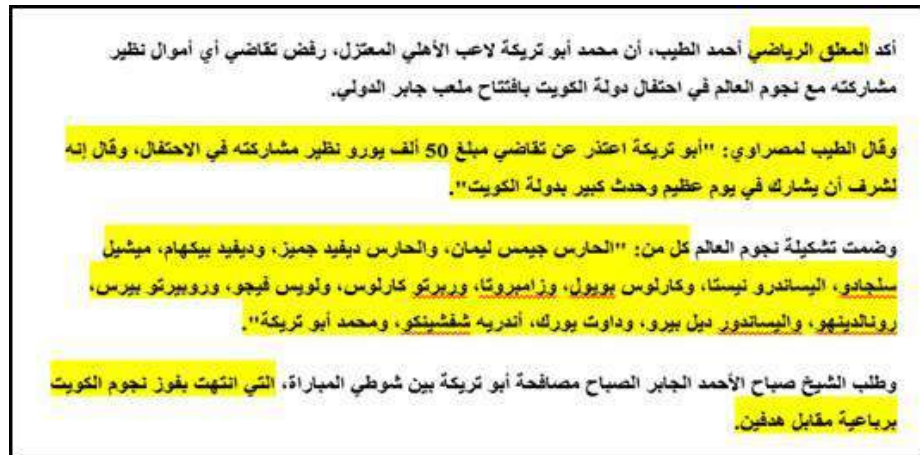 أكد المعلق الرياضي أحمد الطيب، أن محمد أبو تريكة لاعب الأهلي المعتزل، رفض تقاضي أي أموال نظير
مشاركته مع نجوم العالم في احتفال دولة الكويت بافتتاح ملعب جابر الدولي.
وقال الطيب لمصراوي: "أبو تريكة اعتذر عن تقاضي مبلغ 50 ألف يورو نظير مشاركته في الاحتفال، وقال إنه
لشرف أن يشارك في يوم عظيم وحدث كبير بدولة الكويت".
وضمت تشكيلة نجوم العالم كل من: "الحارس جيمس ليمان، والحارس ديفيد جميز، وديفيد بيكهام، ميشيل
سلجادو، اليساندرو نيستا، وكارلوس بويول، وزامبروتا، وربرتو كارلوس، ولويس فيجو، وروبيرتو بيرس،
رونالدينهو، واليساندور ديل بيرو، وداوت يورك، أندريه شفشينكو، ومحمد أبو تريكة".
وطلب الشيخ صباح الأحمد الجابر الصباح مصافحة أبو تريكة بين شوطي المباراة، التي انتهت بفوز نجوم الكويت
برباعية مقابل هدفين.